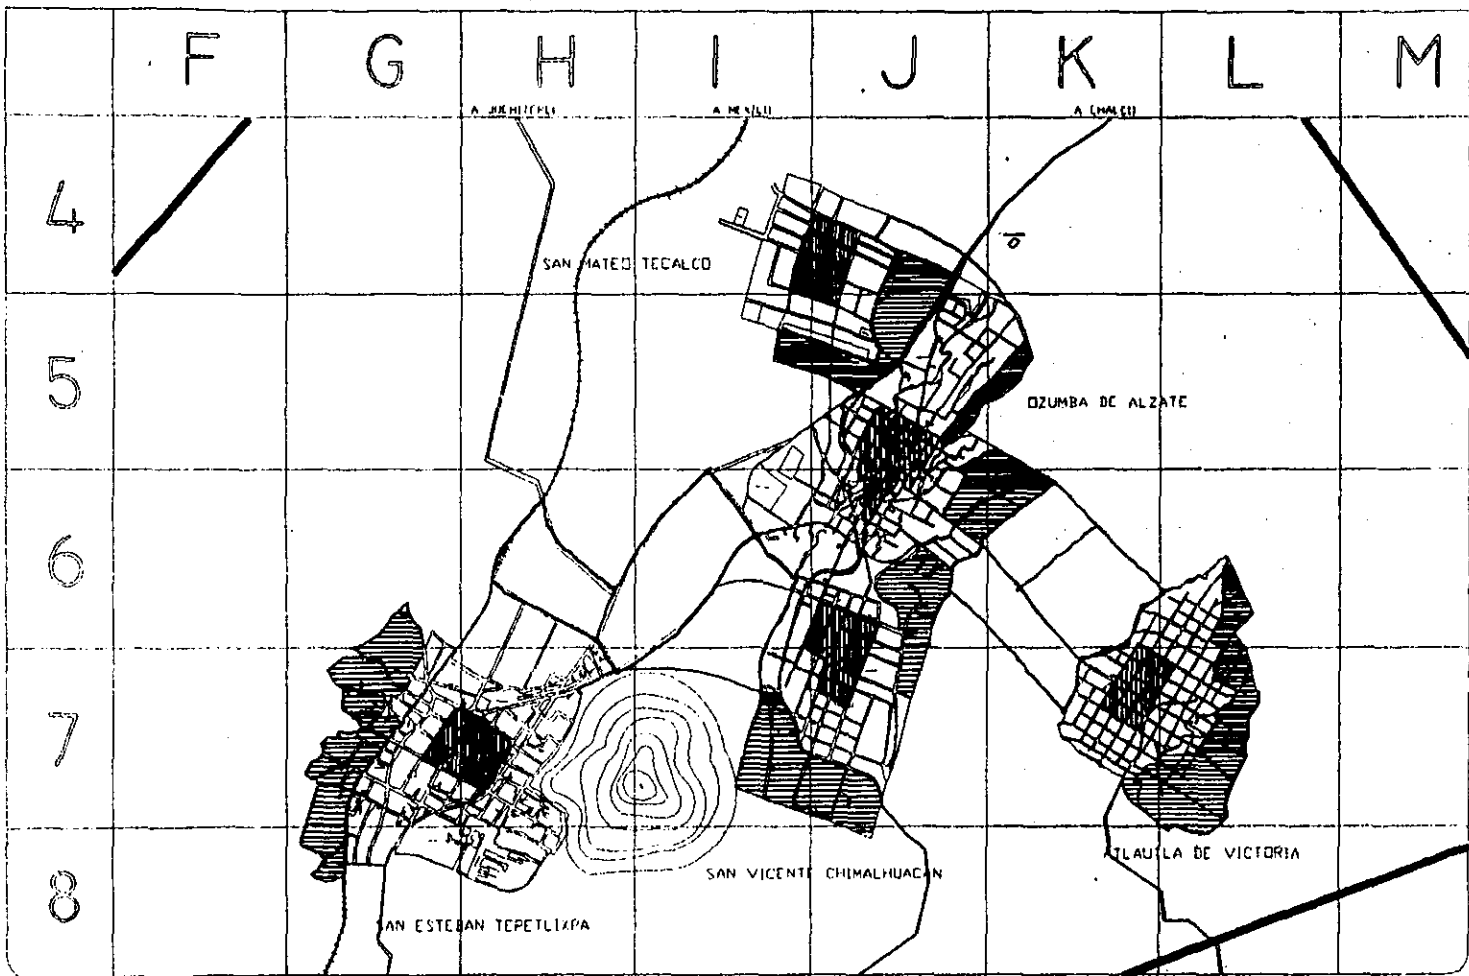 F G H I J K L M
A MEXICO
A CHALCO
4
SAN MATEO TECALCO
5
OZUMBA DE ALZATE
6
7
ATLAUTLA DE VICTORIA
SAN VICENTE CHIMALHUACAN
8
SAN ESTEBAN TEPETLIXPA